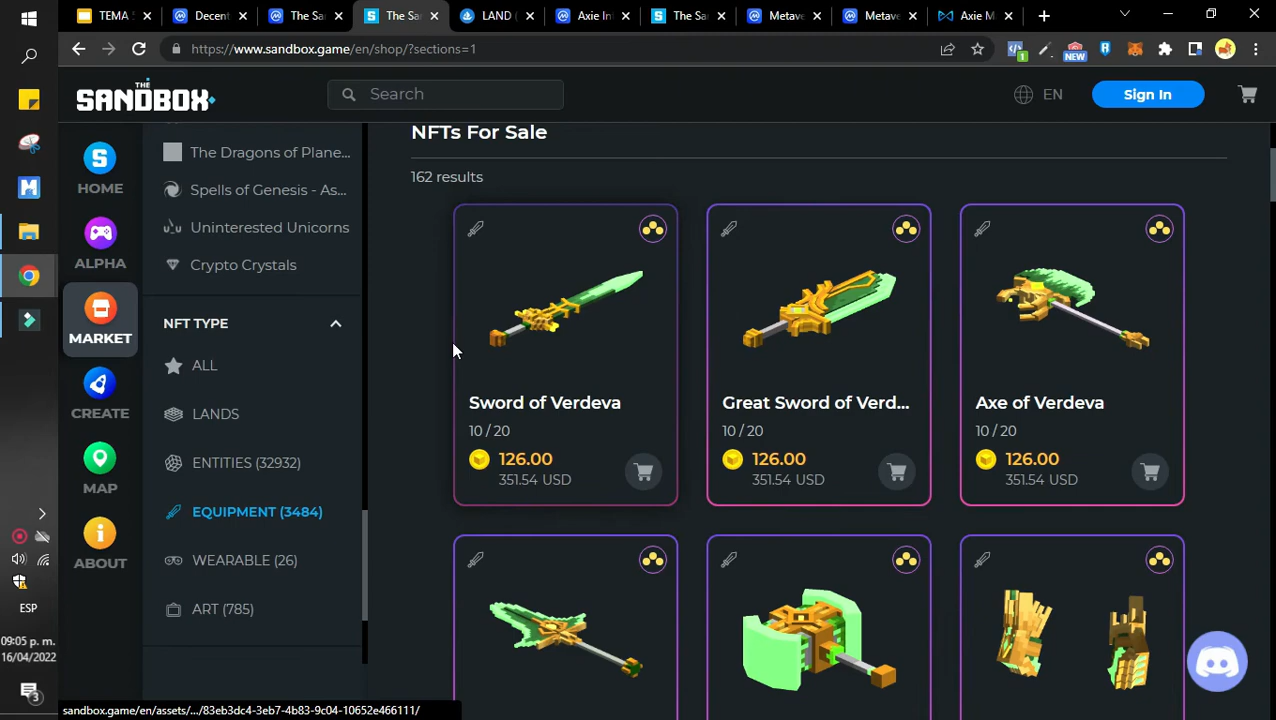 TEMA S
Decent
The Sa
The Sa
LAND (
Axie In
The Sa
Metave
Metave
Axie M
https://www.sandbox.game/en/shop/?sections=1
1
NEW
THE
SANDBOX
Search
EN
Sign In
HOME
ALPHA
MARKET
CREATE
MAP
ABOUT
The Dragons of Plane...
Spells of Genesis - As...
Uninterested Unicorns
Crypto Crystals
NFT TYPE
ALL
LANDS
ENTITIES (32932)
EQUIPMENT (3484)
WEARABLE (26)
ART (785)
NFTs For Sale
162 results
Sword of Verdeva
10 / 20
126.00
351.54 USD
Great Sword of Verd...
10 / 20
126.00
351.54 USD
Axe of Verdeva
10 / 20
126.00
351.54 USD
ESP
09:05 p. m.
16/04/2022
3
sandbox.game/en/assets/.../83eb3dc4-3eb7-4b83-9c04-10652e466111/